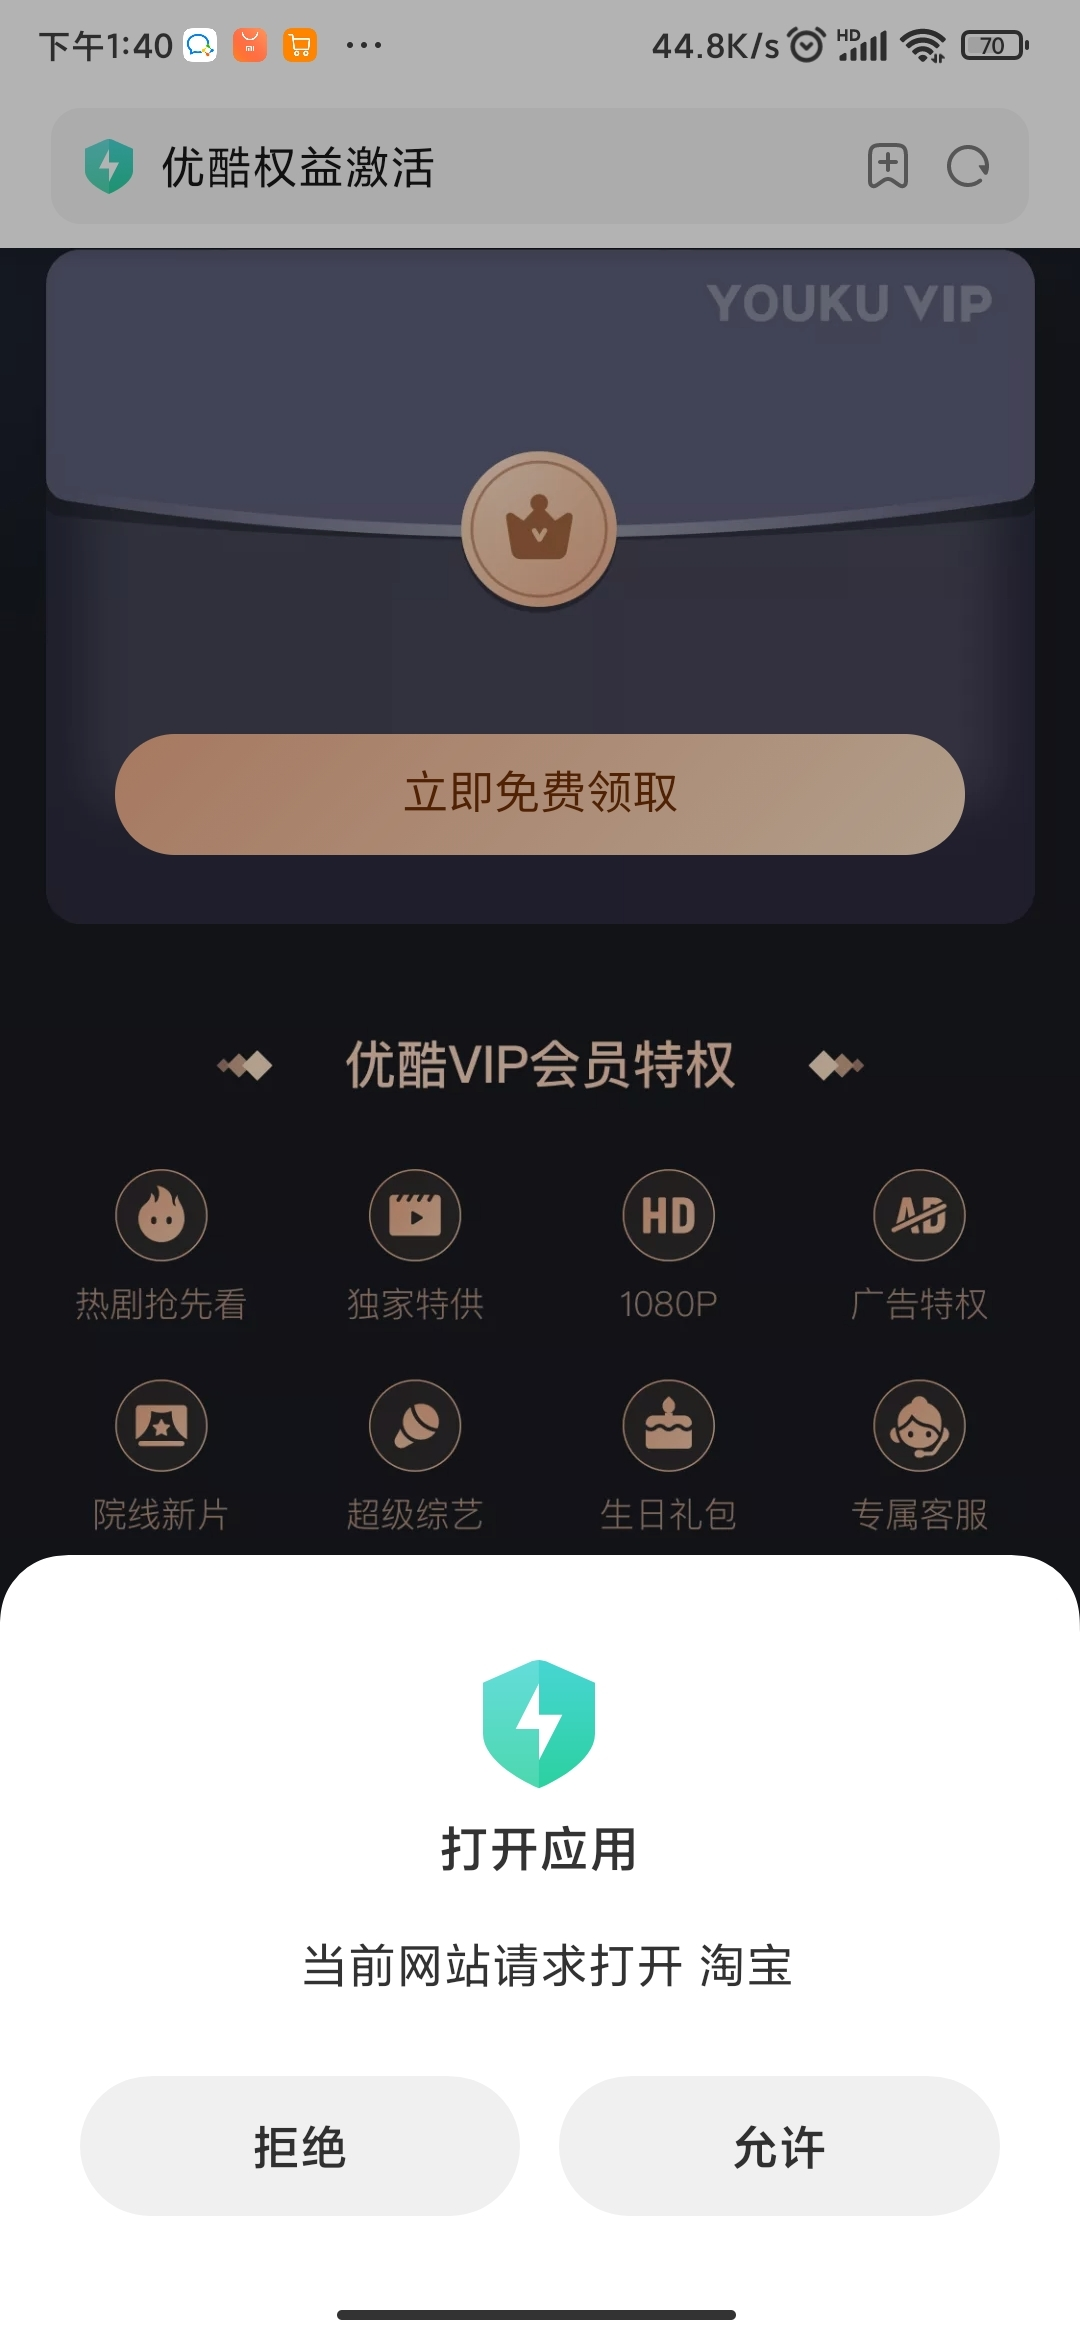 下午1:40
44.8K/s
HD
70
优酷权益激活
YOUKU VIP
立即免费领取
优酷VIP会员特权
HD
AD
热剧抢先看 独家特供 1080P 广告特权
院线新片 超级综艺 生日礼包 专属客服
打开应用
当前网站请求打开 淘宝
拒绝 允许